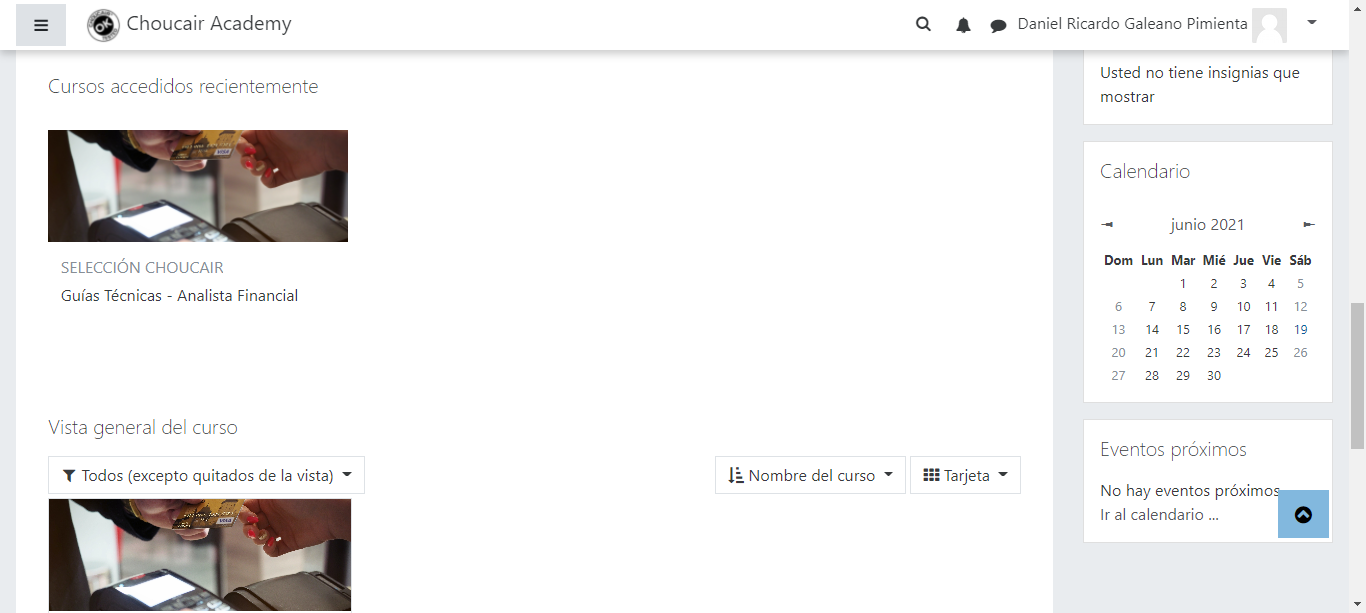 Choucair Academy
Daniel Ricardo Galeano Pimienta
Cursos accedidos recientemente
VISA
SELECCIÓN CHOUCAIR
Guías Técnicas - Analista Financial
Vista general del curso
Todos (excepto quitados de la vista)
Nombre del curso
Tarjeta
VISA
Usted no tiene insignias que
mostrar
Calendario
◄ junio 2021 ►
Dom Lun Mar Mié Jue Vie Sáb
1 2 3 4 5
6 7 8 9 10 11 12
13 14 15 16 17 18 19
20 21 22 23 24 25 26
27 28 29 30
Eventos próximos
No hay eventos próximos
Ir al calendario ...